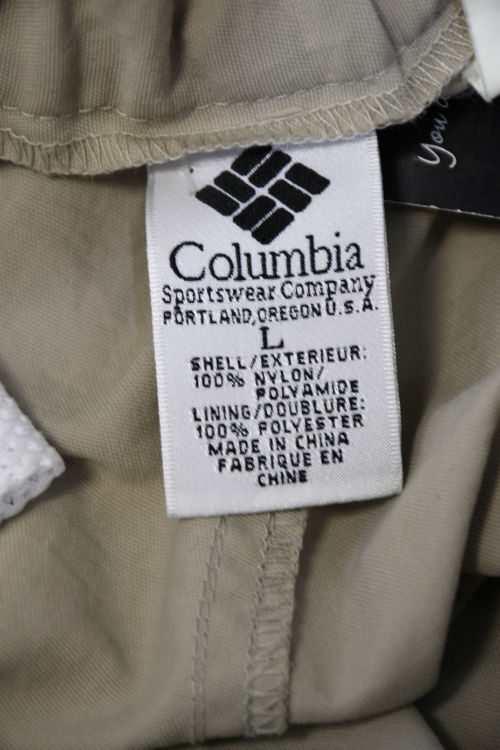 You
Columbia
Sportswear Company
PORTLAND, OREGON U.S.A.
L
SHELL/EXTERIEUR:
100% NYLON/
POLYAMIDE
LINING/DOUBLURE:
100% POLYESTER
MADE IN CHINA
FABRIQUE EN
CHINE